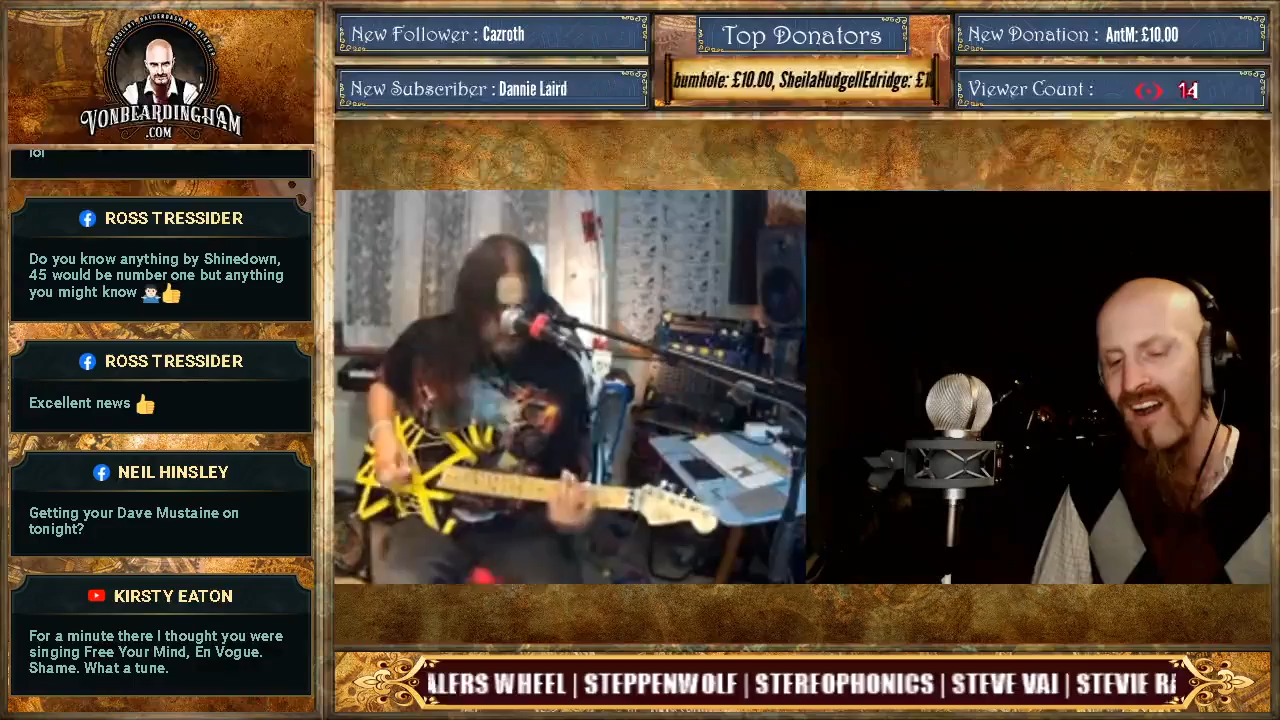 VONBEARDINGHAM
.COM
New Follower : Cazroth
New Subscriber : Dannie Laird
Top Donators
bumhole: £10.00, SheilaHudgellEdridge: £1
New Donation : AntM: £10.00
Viewer Count : 14
lol
ROSS TRESSIDER
Do you know anything by Shinedown,
45 would be number one but anything
you might know 🤷🏻‍♂️👍
ROSS TRESSIDER
Excellent news 👍
NEIL HINSLEY
Getting your Dave Mustaine on
tonight?
KIRSTY EATON
For a minute there I thought you were
singing Free Your Mind, En Vogue.
Shame. What a tune.
ALERS WHEEL | STEPPENWOLF | STEREOPHONICS | STEVE VAI | STEVIE RA